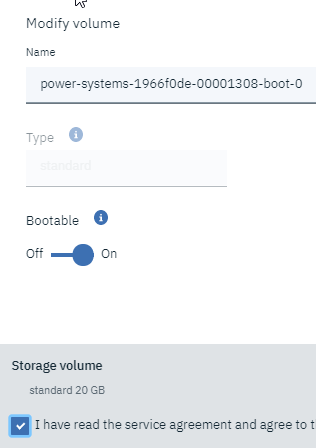 Modify volume
Name
power-systems-1966f0de-00001308-boot-0
Type
standard
Bootable
Off On
Storage volume
standard 20 GB
I have read the service agreement and agree to t